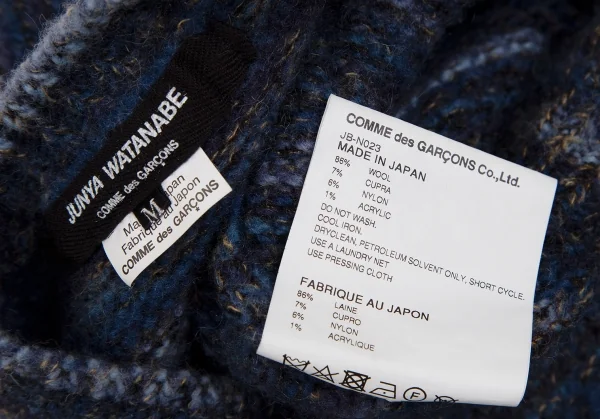 JUNYA WATANABE
COMME des GARÇONS
M
Made in Japan
Fabriqué au Japon
COMME des GARÇONS
COMME des GARÇONS Co.,Ltd.
JB-N023
MADE IN JAPAN
86% WOOL
7% CUPRA
6% NYLON
1% ACRYLIC
DO NOT WASH.
COOL IRON.
DRYCLEAN, PETROLEUM SOLVENT ONLY, SHORT CYCLE.
USE A LAUNDRY NET
USE PRESSING CLOTH
FABRIQUE AU JAPON
86% LAINE
7% CUPRO
6% NYLON
1% ACRYLIQUE